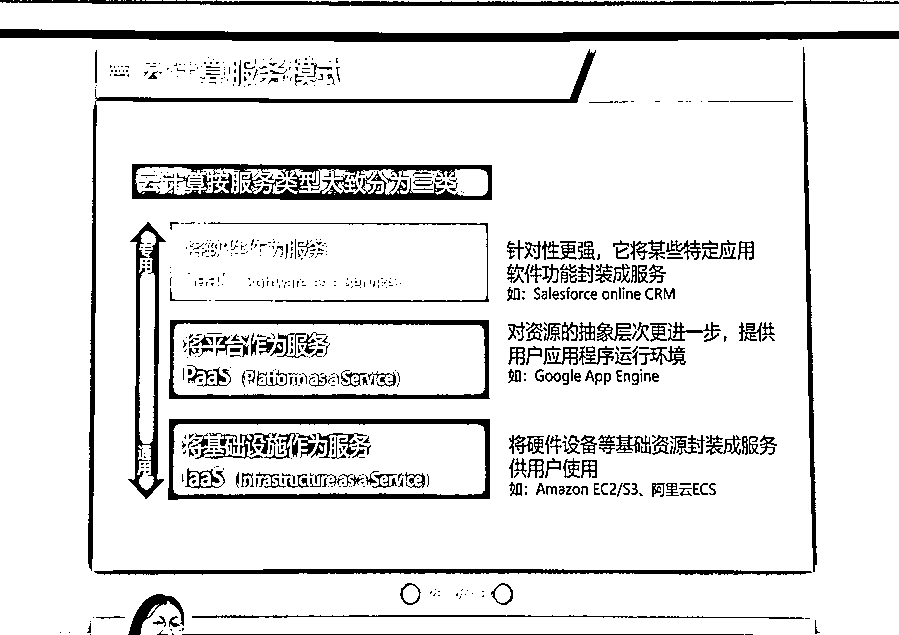 云计算服务模式
云计算按服务类型大致分为三类
专用
将软件作为服务
SaaS (Software as a Service)
针对性更强，它将某些特定应用
软件功能封装成服务
如：Salesforce online CRM
将平台作为服务
PaaS (Platform as a Service)
对资源的抽象层次更进一步，提供
用户应用程序运行环境
如：Google App Engine
通用
将基础设施作为服务
IaaS (Infrastructure as a Service)
将硬件设备等基础资源封装成服务
供用户使用
如：Amazon EC2/S3、阿里云ECS